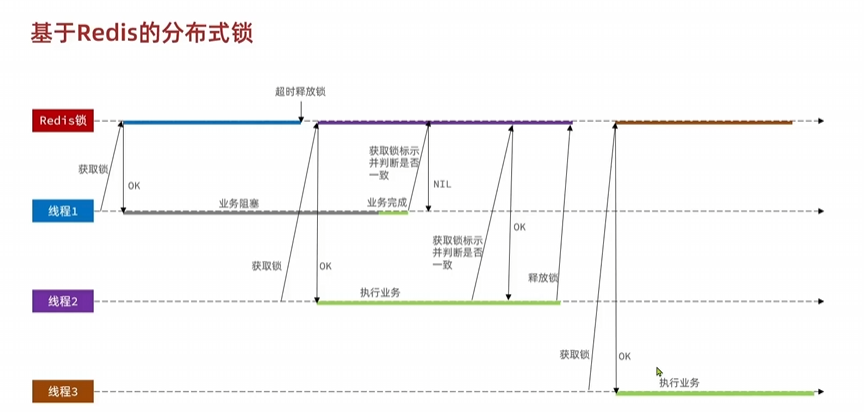 基于Redis的分布式锁
超时释放锁
Redis锁
获取锁
OK
获取锁标示
并判断是否
一致
NIL
线程1
业务阻塞
业务完成
获取锁
OK
获取锁标示
并判断是否
一致
OK
释放锁
线程2
执行业务
获取锁
OK
线程3
执行业务